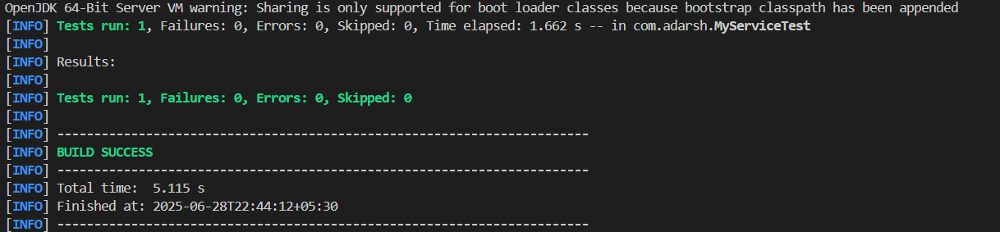 OpenJDK 64-Bit Server VM warning: Sharing is only supported for boot loader classes because bootstrap classpath has been appended
[INFO] Tests run: 1, Failures: 0, Errors: 0, Skipped: 0, Time elapsed: 1.662 s -- in com.adarsh.MyServiceTest
[INFO]
[INFO] Results:
[INFO]
[INFO] Tests run: 1, Failures: 0, Errors: 0, Skipped: 0
[INFO]
[INFO] ------------------------------------------------------------------------
[INFO] BUILD SUCCESS
[INFO] ------------------------------------------------------------------------
[INFO] Total time:  5.115 s
[INFO] Finished at: 2025-06-28T22:44:12+05:30
[INFO] ------------------------------------------------------------------------